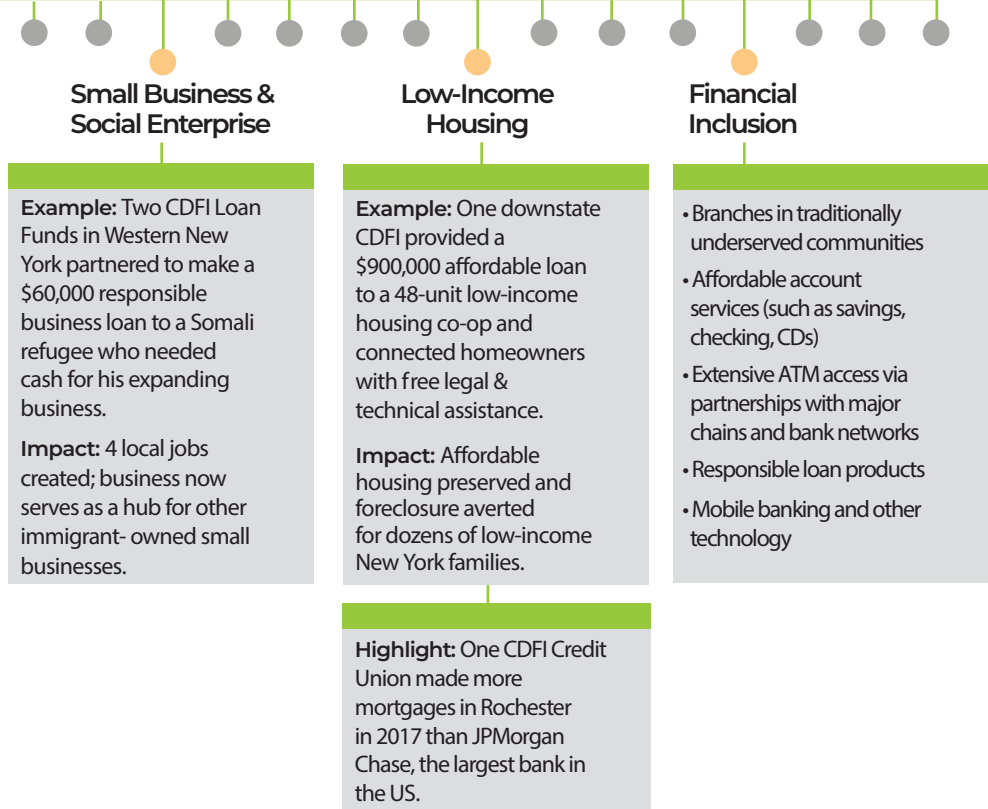 Small Business &
Social Enterprise
Example: Two CDFI Loan
Funds in Western New
York partnered to make a
$60,000 responsible
business loan to a Somali
refugee who needed
cash for his expanding
business.
Impact: 4 local jobs
created; business now
serves as a hub for other
immigrant- owned small
businesses.
Low-Income
Housing
Example: One downstate
CDFI provided a
$900,000 affordable loan
to a 48-unit low-income
housing co-op and
connected homeowners
with free legal &
technical assistance.
Impact: Affordable
housing preserved and
foreclosure averted
for dozens of low-income
New York families.
Highlight: One CDFI Credit
Union made more
mortgages in Rochester
in 2017 than JPMorgan
Chase, the largest bank in
the US.
Financial
Inclusion
• Branches in traditionally
underserved communities
• Affordable account
services (such as savings,
checking, CDs)
• Extensive ATM access via
partnerships with major
chains and bank networks
• Responsible loan products
• Mobile banking and other
technology